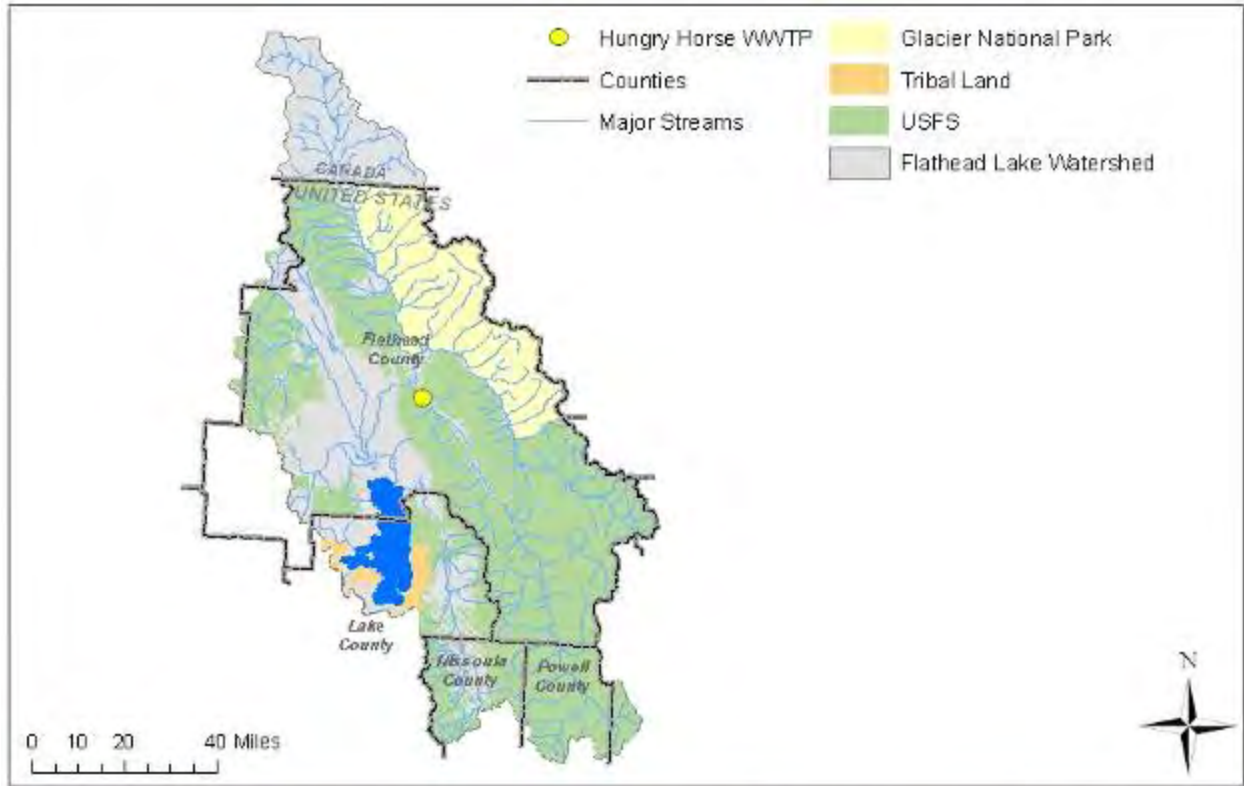 Hungry Horse WWTP
Counties
Major Streams
Glacier National Park
Tribal Land
USFS
Flathead Lake Watershed
CANADA
UNITED STATES
Flathead
County
Lake
County
Missoula
County
Powell
County
0 10 20 40 Miles
N